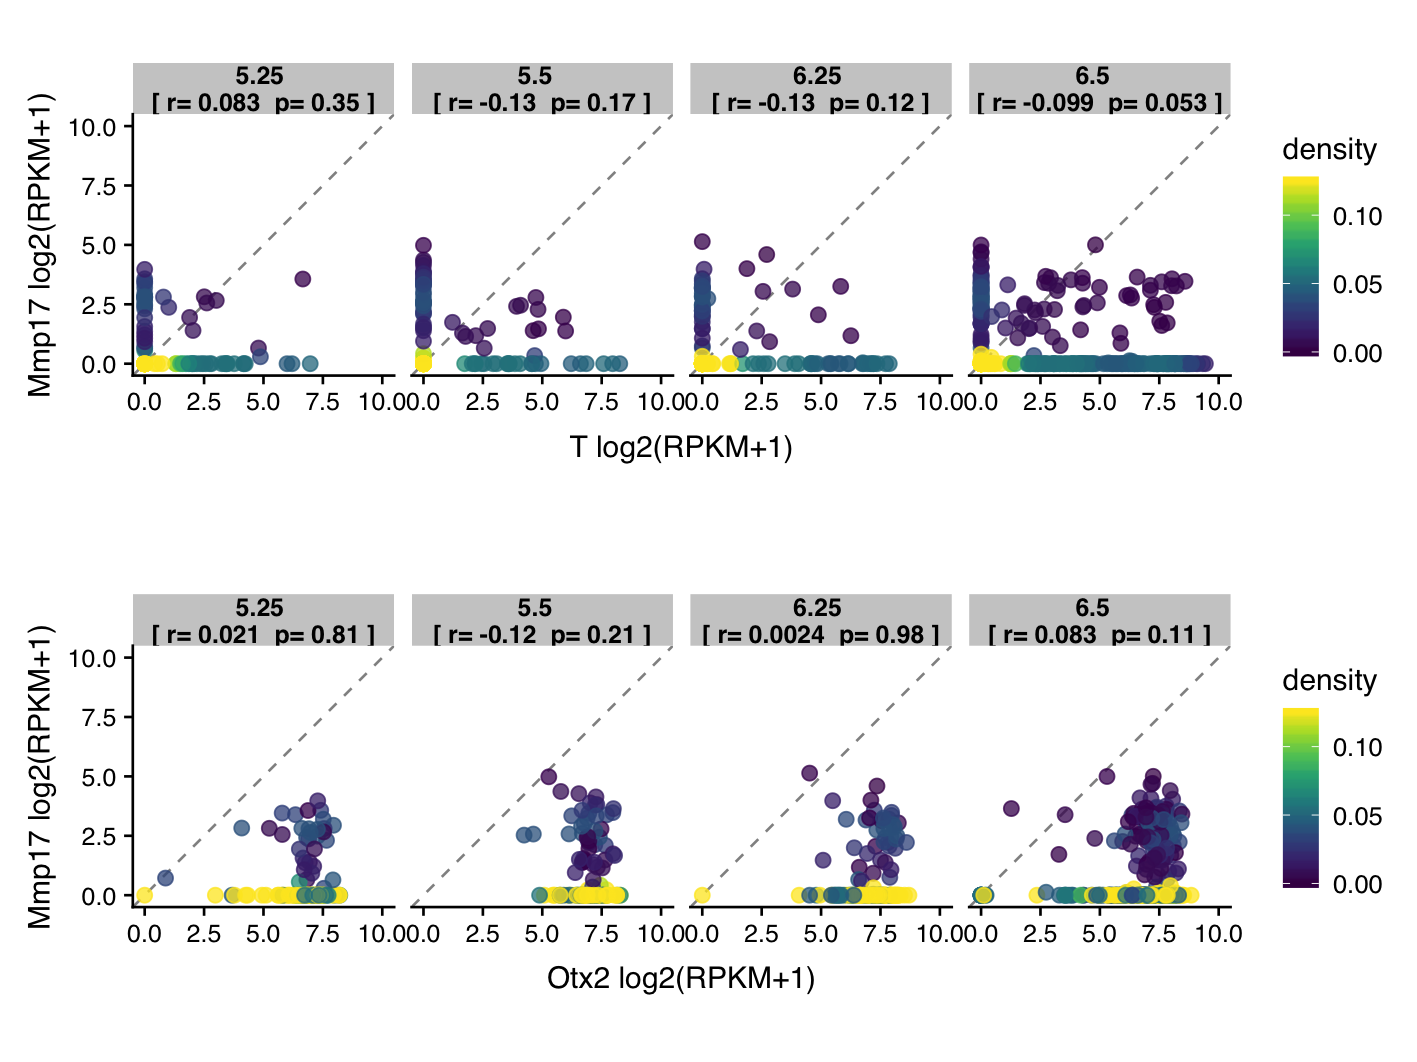 5.25 5.5 6.25 6.5
[ r= 0.083  p= 0.35 ] [ r= -0.13  p= 0.17 ] [ r= -0.13  p= 0.12 ] [ r= -0.099  p= 0.053 ]
Mmp17 log2(RPKM+1)
10.0
7.5
5.0
2.5
0.0
0.0 2.5 5.0 7.5 10.0 0.0 2.5 5.0 7.5 10.0 0.0 2.5 5.0 7.5 10.0 0.0 2.5 5.0 7.5 10.0
T log2(RPKM+1)
density
0.10
0.05
0.00
5.25 5.5 6.25 6.5
[ r= 0.021  p= 0.81 ] [ r= -0.12  p= 0.21 ] [ r= 0.0024  p= 0.98 ] [ r= 0.083  p= 0.11 ]
Mmp17 log2(RPKM+1)
10.0
7.5
5.0
2.5
0.0
0.0 2.5 5.0 7.5 10.0 0.0 2.5 5.0 7.5 10.0 0.0 2.5 5.0 7.5 10.0 0.0 2.5 5.0 7.5 10.0
Otx2 log2(RPKM+1)
density
0.10
0.05
0.00